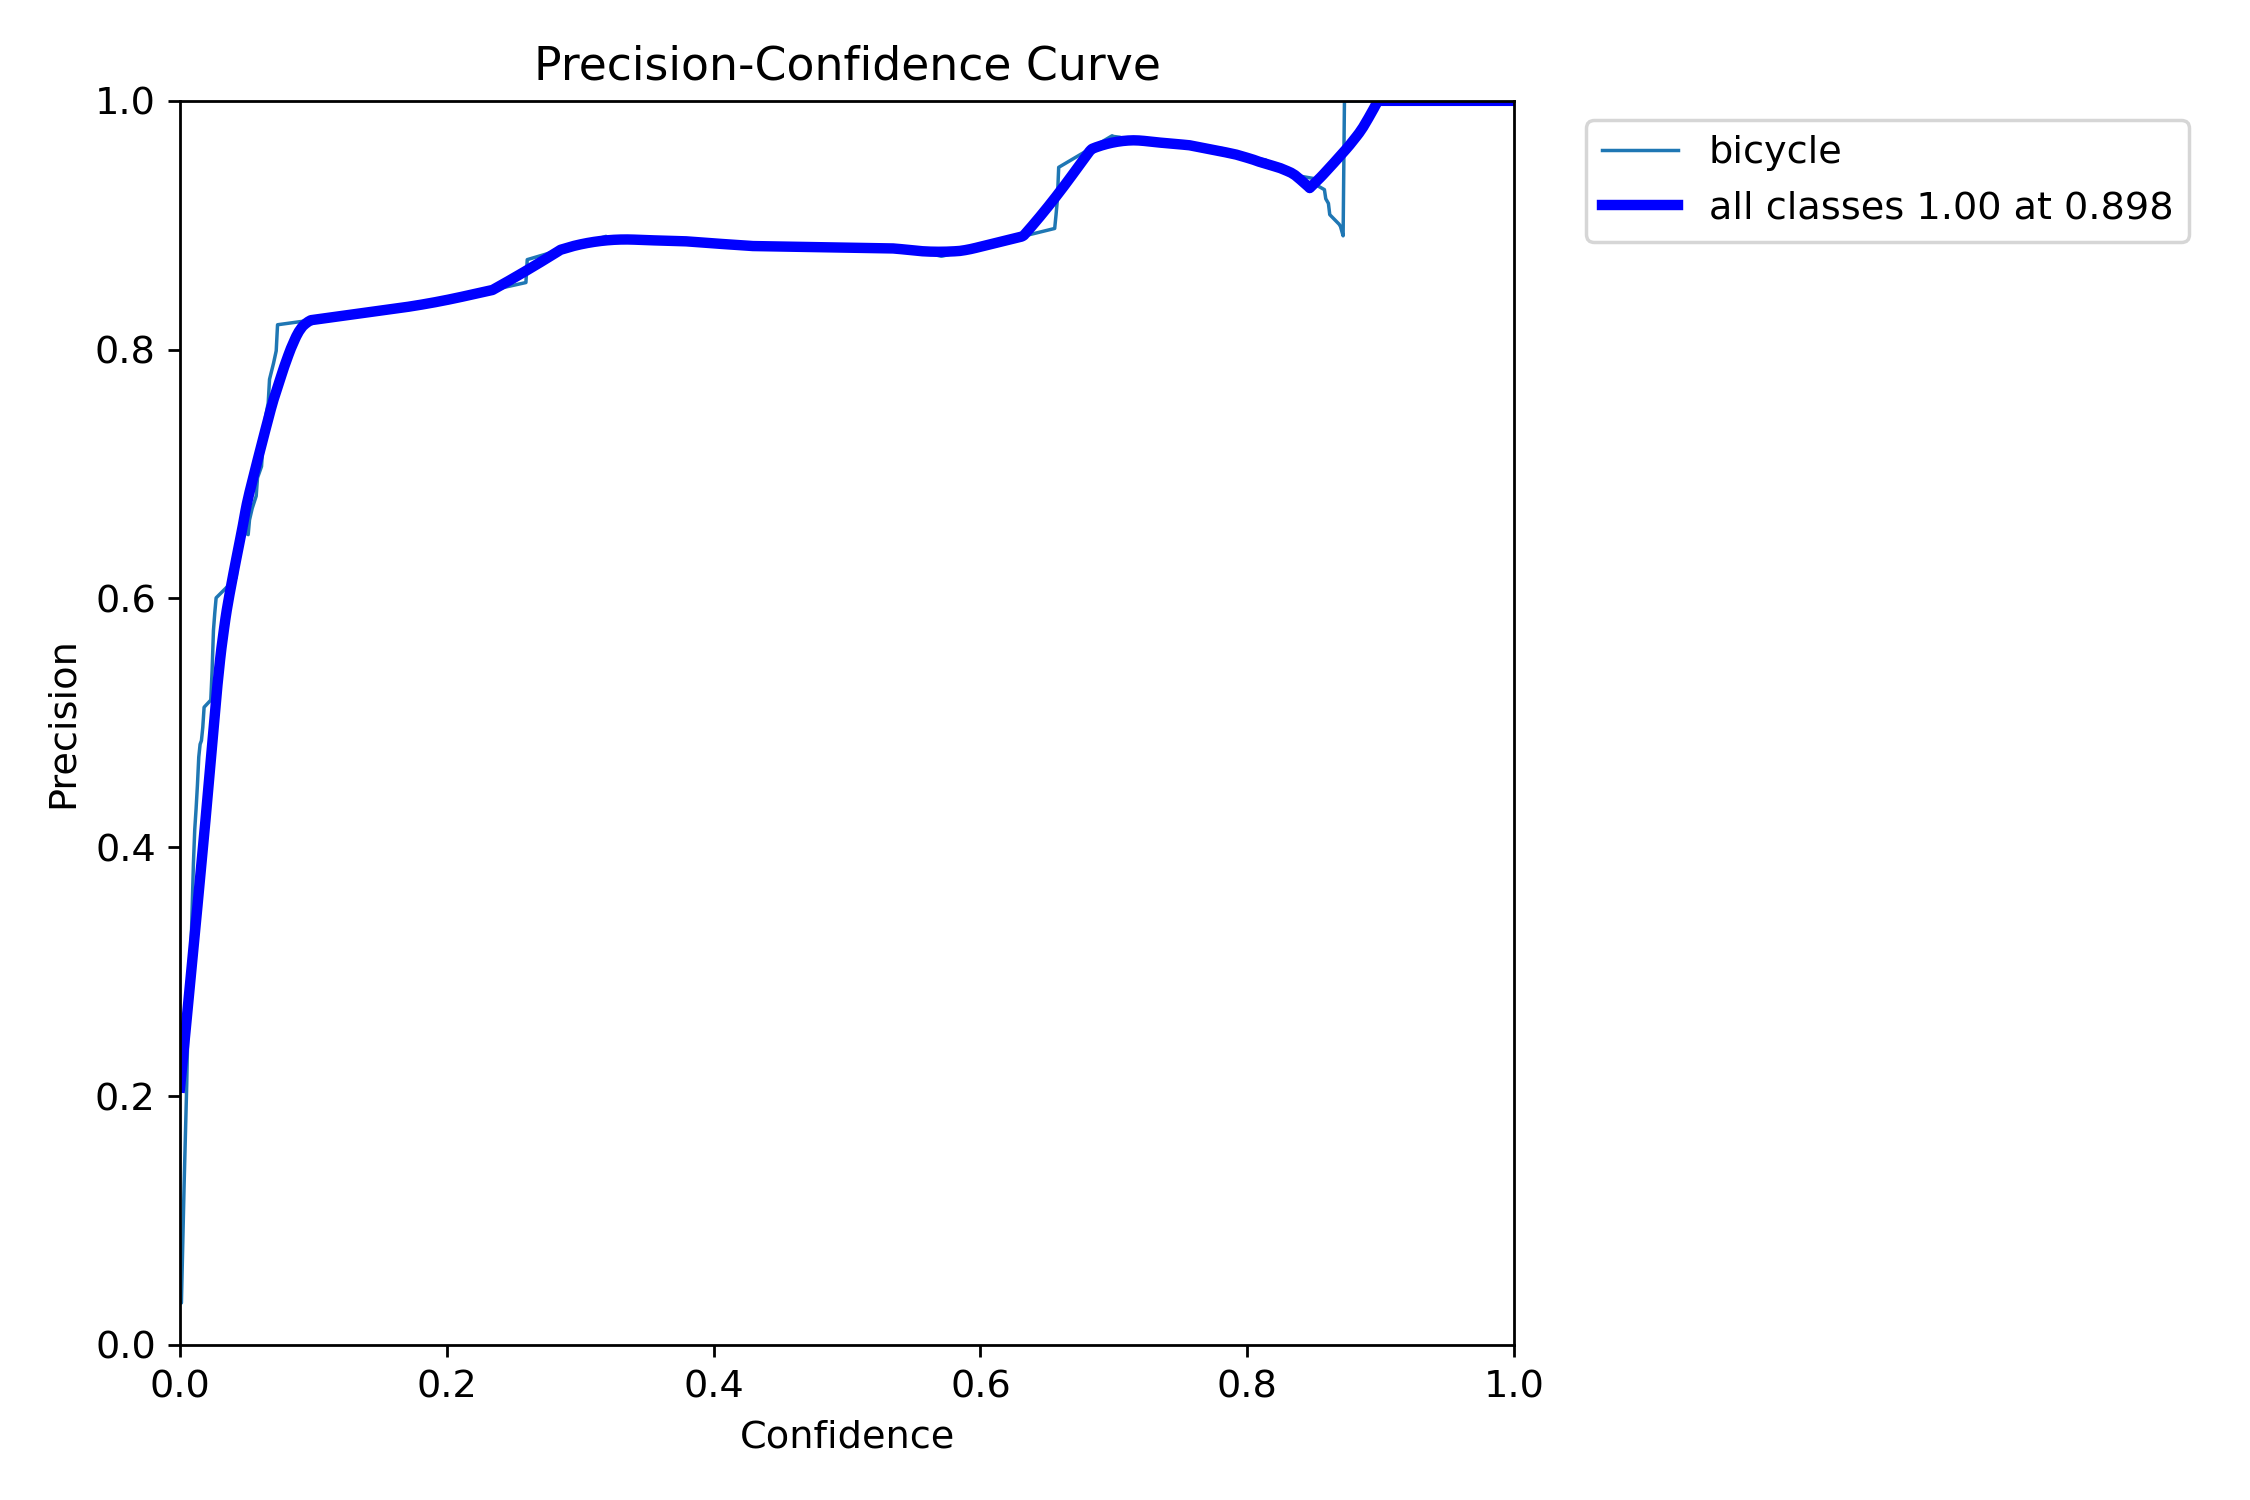 Precision-Confidence Curve
1.0
0.8
0.6
0.4
0.2
0.0
Precision
0.0 0.2 0.4 0.6 0.8 1.0
Confidence
bicycle
all classes 1.00 at 0.898